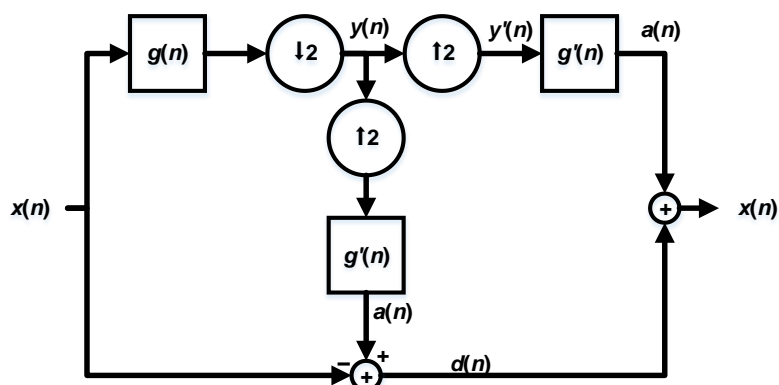 y(n)
y'(n)
a(n)
g(n)
↓2
↑2
g'(n)
↑2
x(n)
+
x(n)
g'(n)
a(n)
−
+
+
d(n)